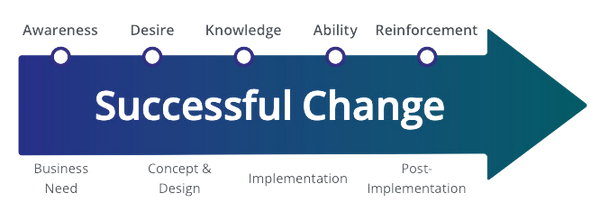 Awareness Desire Knowledge Ability Reinforcement
Successful Change
Business Need
Concept & Design
Implementation
Post-Implementation